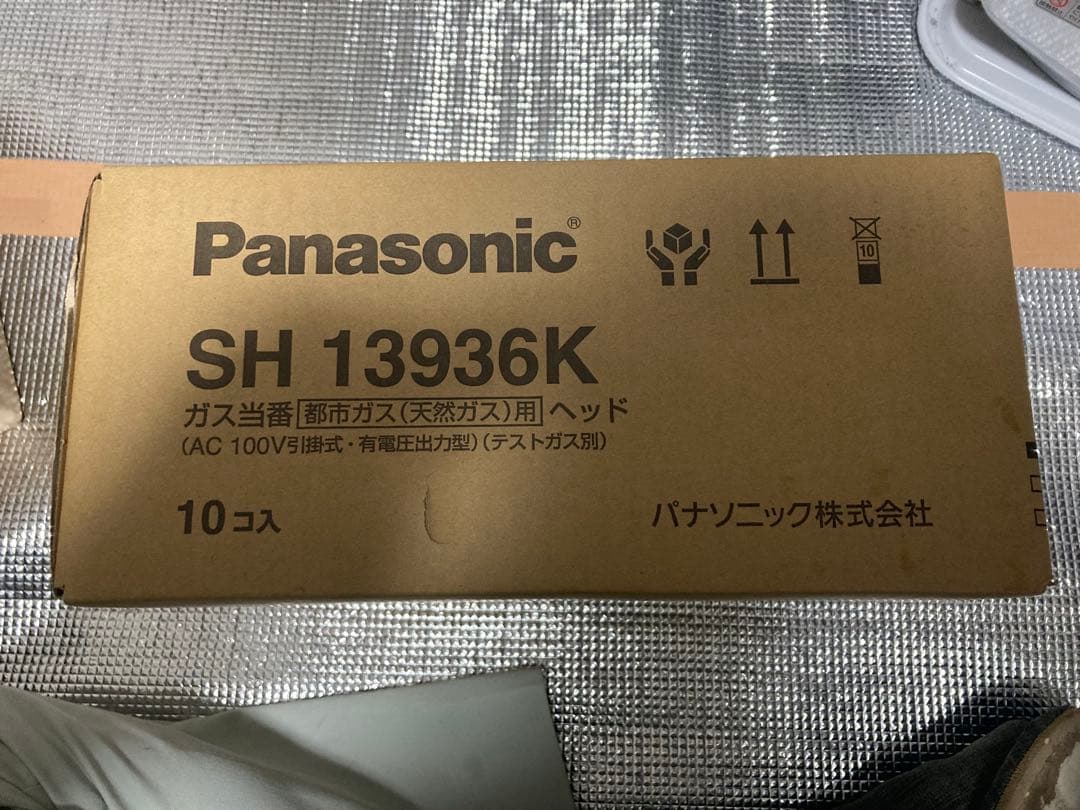 Panasonic®
10
SH 13936K
ガス当番 都市ガス(天然ガス)用 ヘッド
(AC 100V引掛式・有電圧出力型)(テストガス別)
10コ入
パナソニック株式会社